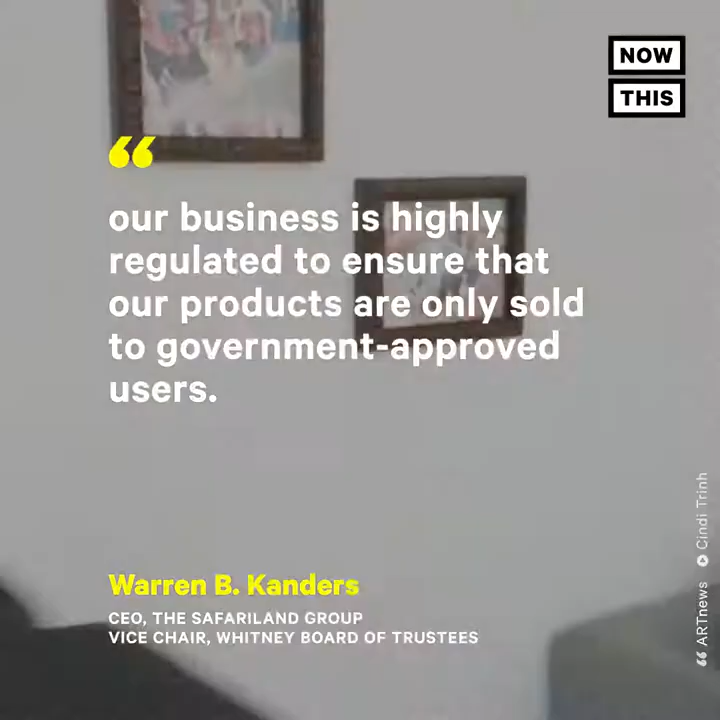 NOW
THIS
“
our business is highly
regulated to ensure that
our products are only sold
to government-approved
users.
Warren B. Kanders
CEO, THE SAFARILAND GROUP
VICE CHAIR, WHITNEY BOARD OF TRUSTEES
“ ARTnews Cindi Trinh